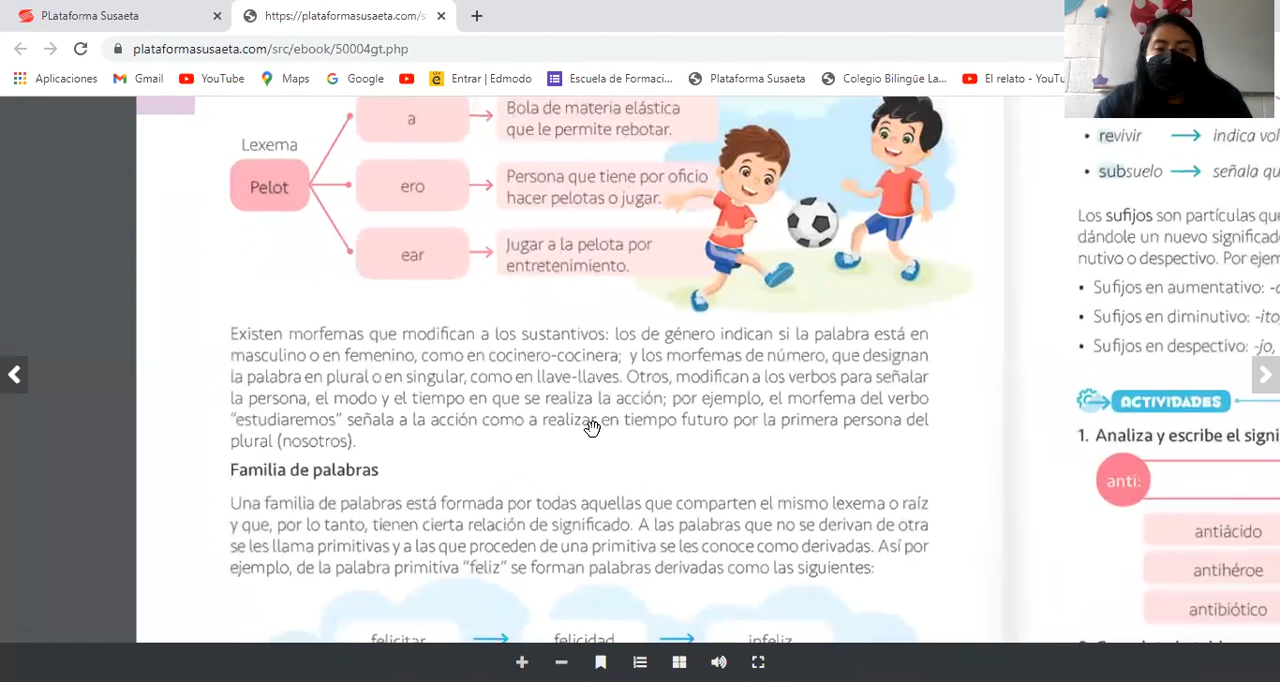 PLataforma Susaeta
https://plataformasusaeta.com/s
plataformasusaeta.com/src/ebook/50004gt.php
Aplicaciones
Gmail
YouTube
Maps
Google
Entrar | Edmodo
Escuela de Formaci...
Plataforma Susaeta
Colegio Bilingüe La...
El relato - YouTu
Lexema
Pelot
a
Bola de materia elástica
que le permite rebotar.
ero
Persona que tiene por oficio
hacer pelotas o jugar.
ear
Jugar a la pelota por
entretenimiento.
Existen morfemas que modifican a los sustantivos: los de género indican si la palabra está en
masculino o en femenino, como en cocinero-cocinera; y los morfemas de número, que designan
la palabra en plural o en singular, como en llave-llaves. Otros, modifican a los verbos para señalar
la persona, el modo y el tiempo en que se realiza la acción; por ejemplo, el morfema del verbo
"estudiaremos" señala a la acción como a realizar en tiempo futuro por la primera persona del
plural (nosotros).
Familia de palabras
Una familia de palabras está formada por todas aquellas que comparten el mismo lexema o raíz
y que, por lo tanto, tienen cierta relación de significado. A las palabras que no se derivan de otra
se les llama primitivas y a las que proceden de una primitiva se les conoce como derivadas. Así por
ejemplo, de la palabra primitiva "feliz" se forman palabras derivadas como las siguientes:
felicitar
felicidad
infeliz
• revivir
indica vol
• subsuelo
señala qu
Los sufijos son partículas que
dándole un nuevo significad
nutivo o despectivo. Por ejem
• Sufijos en aumentativo: -
• Sufijos en diminutivo: -ito
• Sufijos en despectivo: -jo,
ACTIVIDADES
1. Analiza y escribe el signi
anti:
antiácido
antihéroe
antibiótico